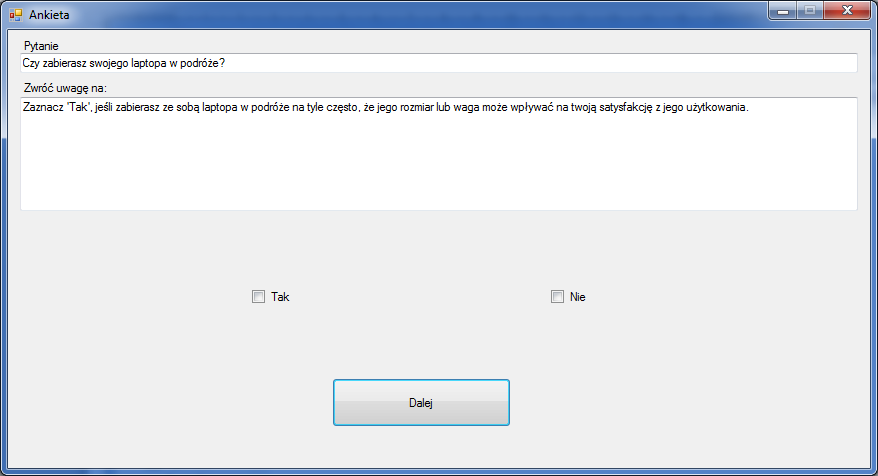 Ankieta
Pytanie
Czy zabierasz swojego laptopa w podróże?
Zwróć uwagę na:
Zaznacz 'Tak', jeśli zabierasz ze sobą laptopa w podróże na tyle często, że jego rozmiar lub waga może wpływać na twoją satysfakcję z jego użytkowania.
Tak
Nie
Dalej